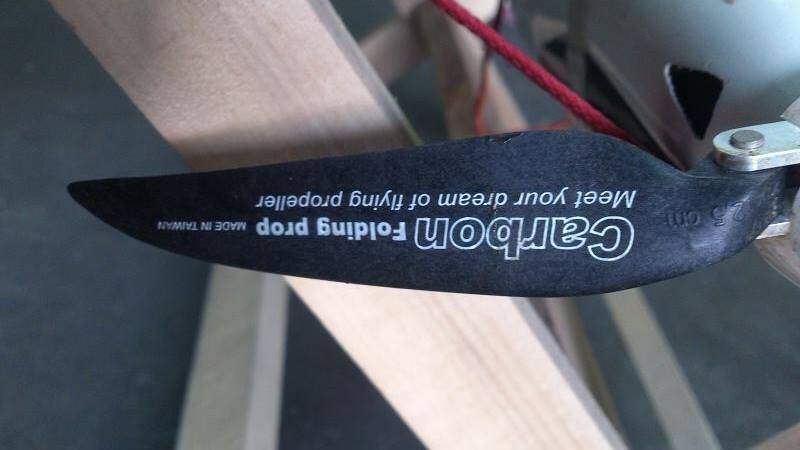 Carbon Folding prop MADE IN TAIWAN
Meet your dream of flying propeller